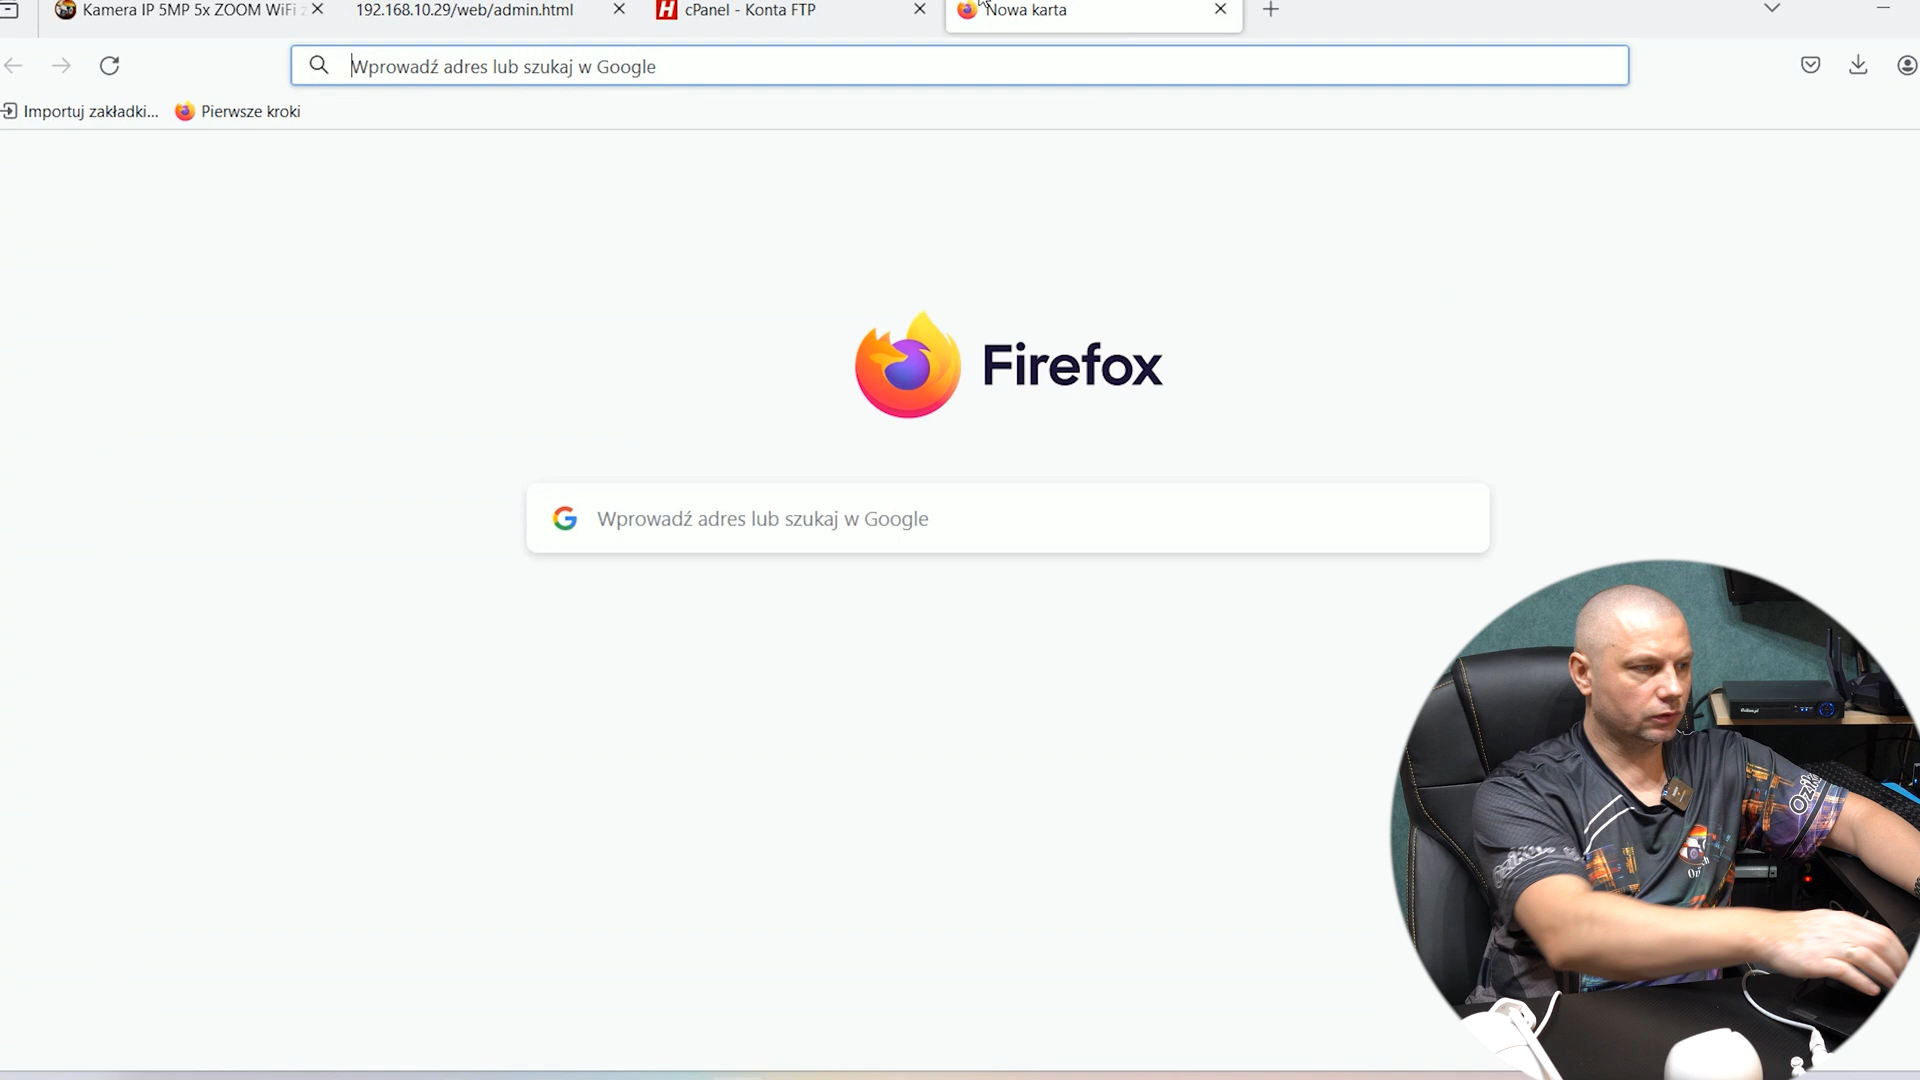 Kamera IP 5MP 5x ZOOM WiFi z
192.168.10.29/web/admin.html
H cPanel - Konta FTP
Nowa karta
Wprowadź adres lub szukaj w Google
Importuj zakładki...
Pierwsze kroki
Firefox
G Wprowadź adres lub szukaj w Google